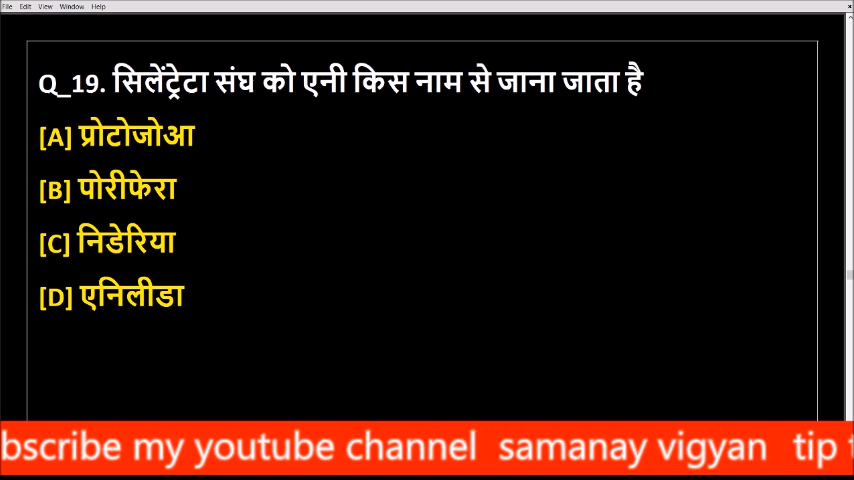 File Edit View Window Help
Q_19. सिलेंट्रेटा संघ को एनी किस नाम से जाना जाता है
[A] प्रोटोजोआ
[B] पोरीफेरा
[C] निडेरिया
[D] एनिलीडा
bscribe my youtube channel samanay vigyan tip t